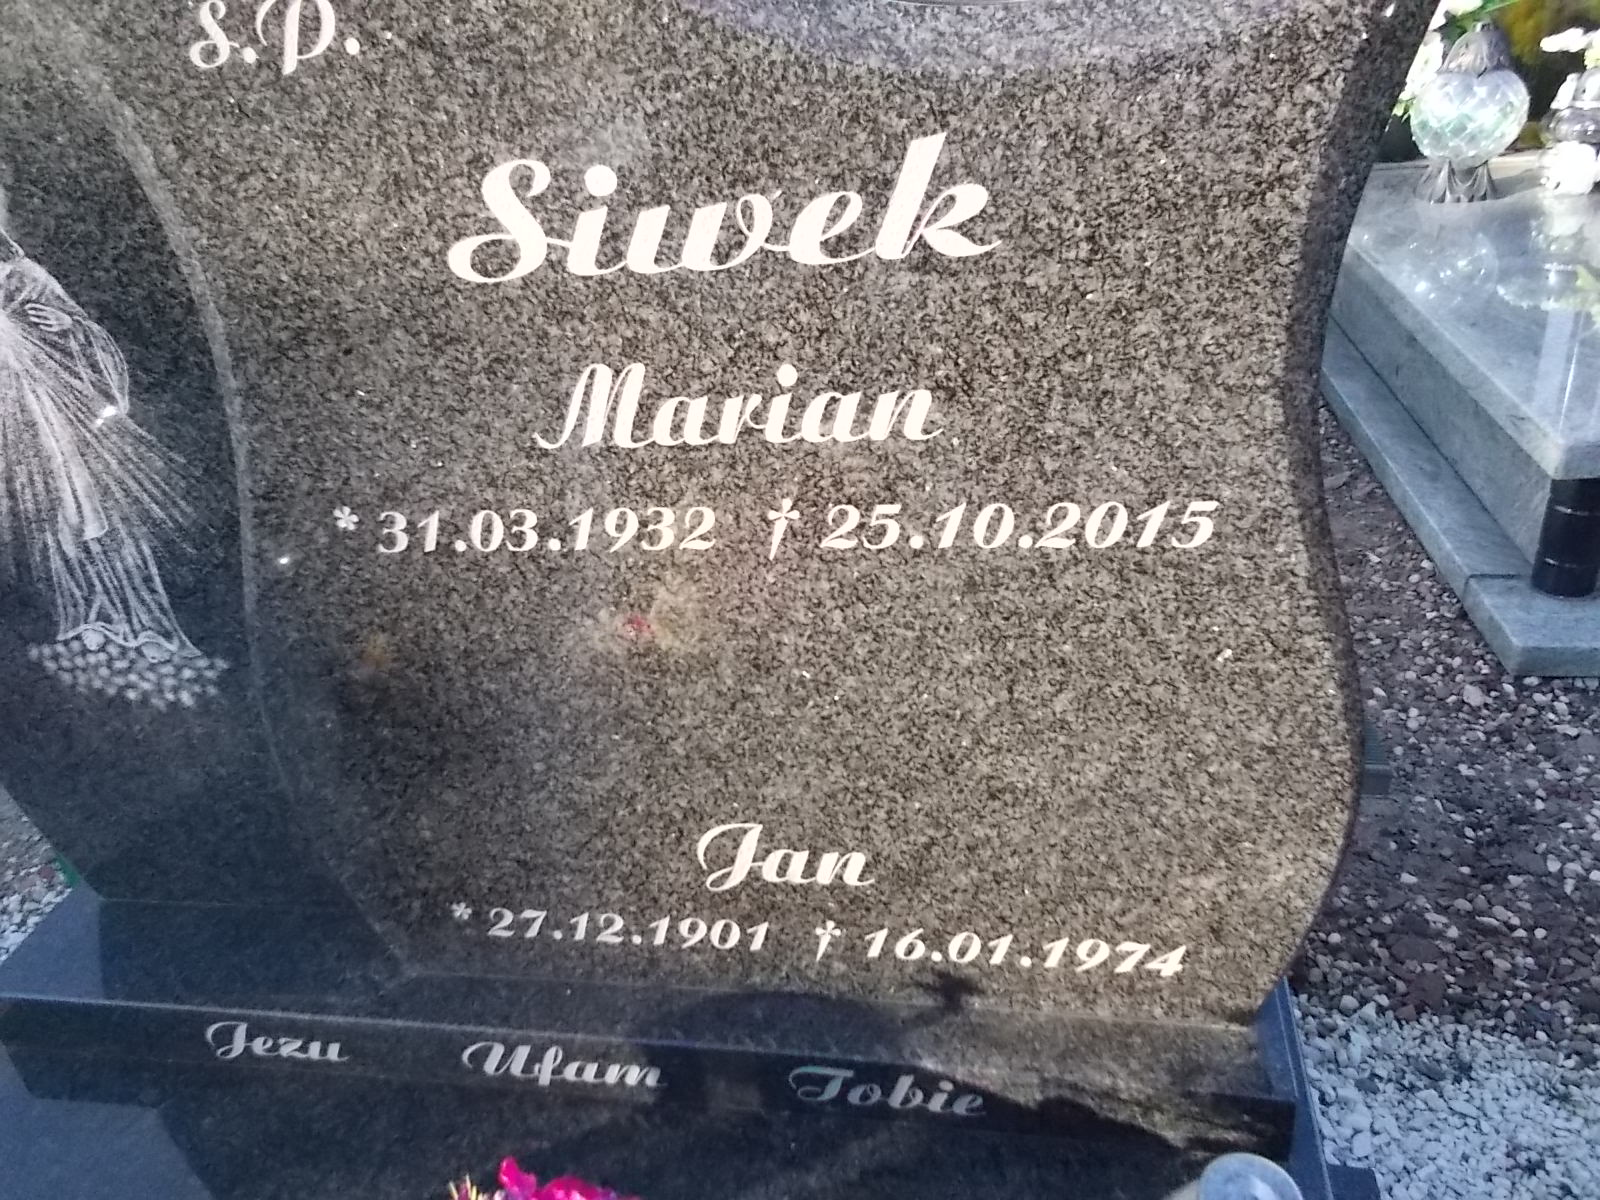 Ś.P.
Siwek
Marian
* 31.03.1932 † 25.10.2015
Jan
* 27.12.1901 † 16.01.1974
Jezu Ufam Tobie